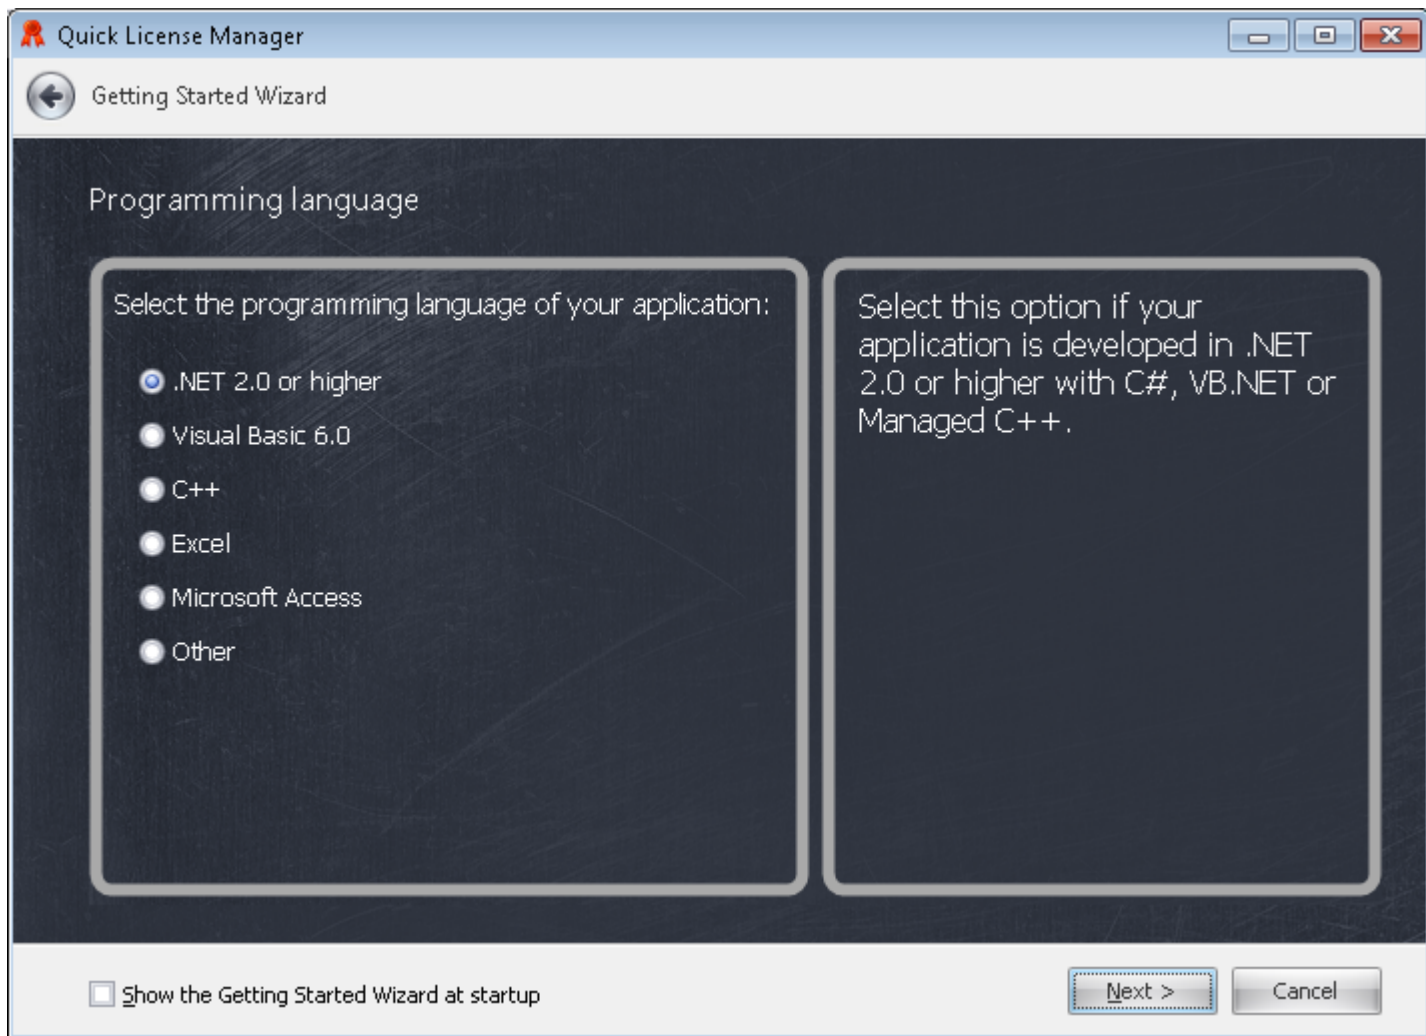 Quick License Manager
Getting Started Wizard
Programming language
Select the programming language of your application:
.NET 2.0 or higher
Visual Basic 6.0
C++
Excel
Microsoft Access
Other
Select this option if your
application is developed in .NET
2.0 or higher with C#, VB.NET or
Managed C++.
Show the Getting Started Wizard at startup
Next >
Cancel